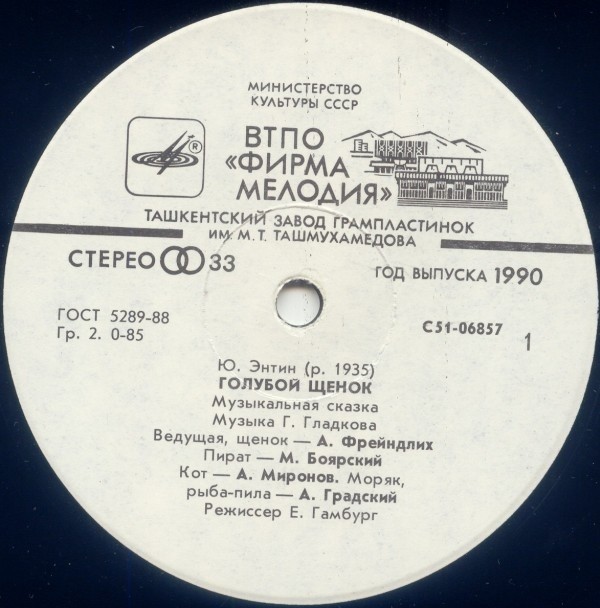 МИНИСТЕРСТВО
КУЛЬТУРЫ СССР
ВТПО
«ФИРМА
МЕЛОДИЯ»
®
ТАШКЕНТСКИЙ ЗАВОД ГРАМПЛАСТИНОК
ИМ. М. Т. ТАШМУХАМЕДОВА
СТЕРЕО 33
ГОД ВЫПУСКА 1990
ГОСТ 5289-88
Гр. 2. 0-85
С51-06857
1
Ю. Энтин (р. 1935)
ГОЛУБОЙ ЩЕНОК
Музыкальная сказка
Музыка Г. Гладкова
Ведущая, щенок — А. Фрейндлих
Пират — М. Боярский
Кот — А. Миронов. Моряк,
рыба-пила — А. Градский
Режиссер Е. Гамбург